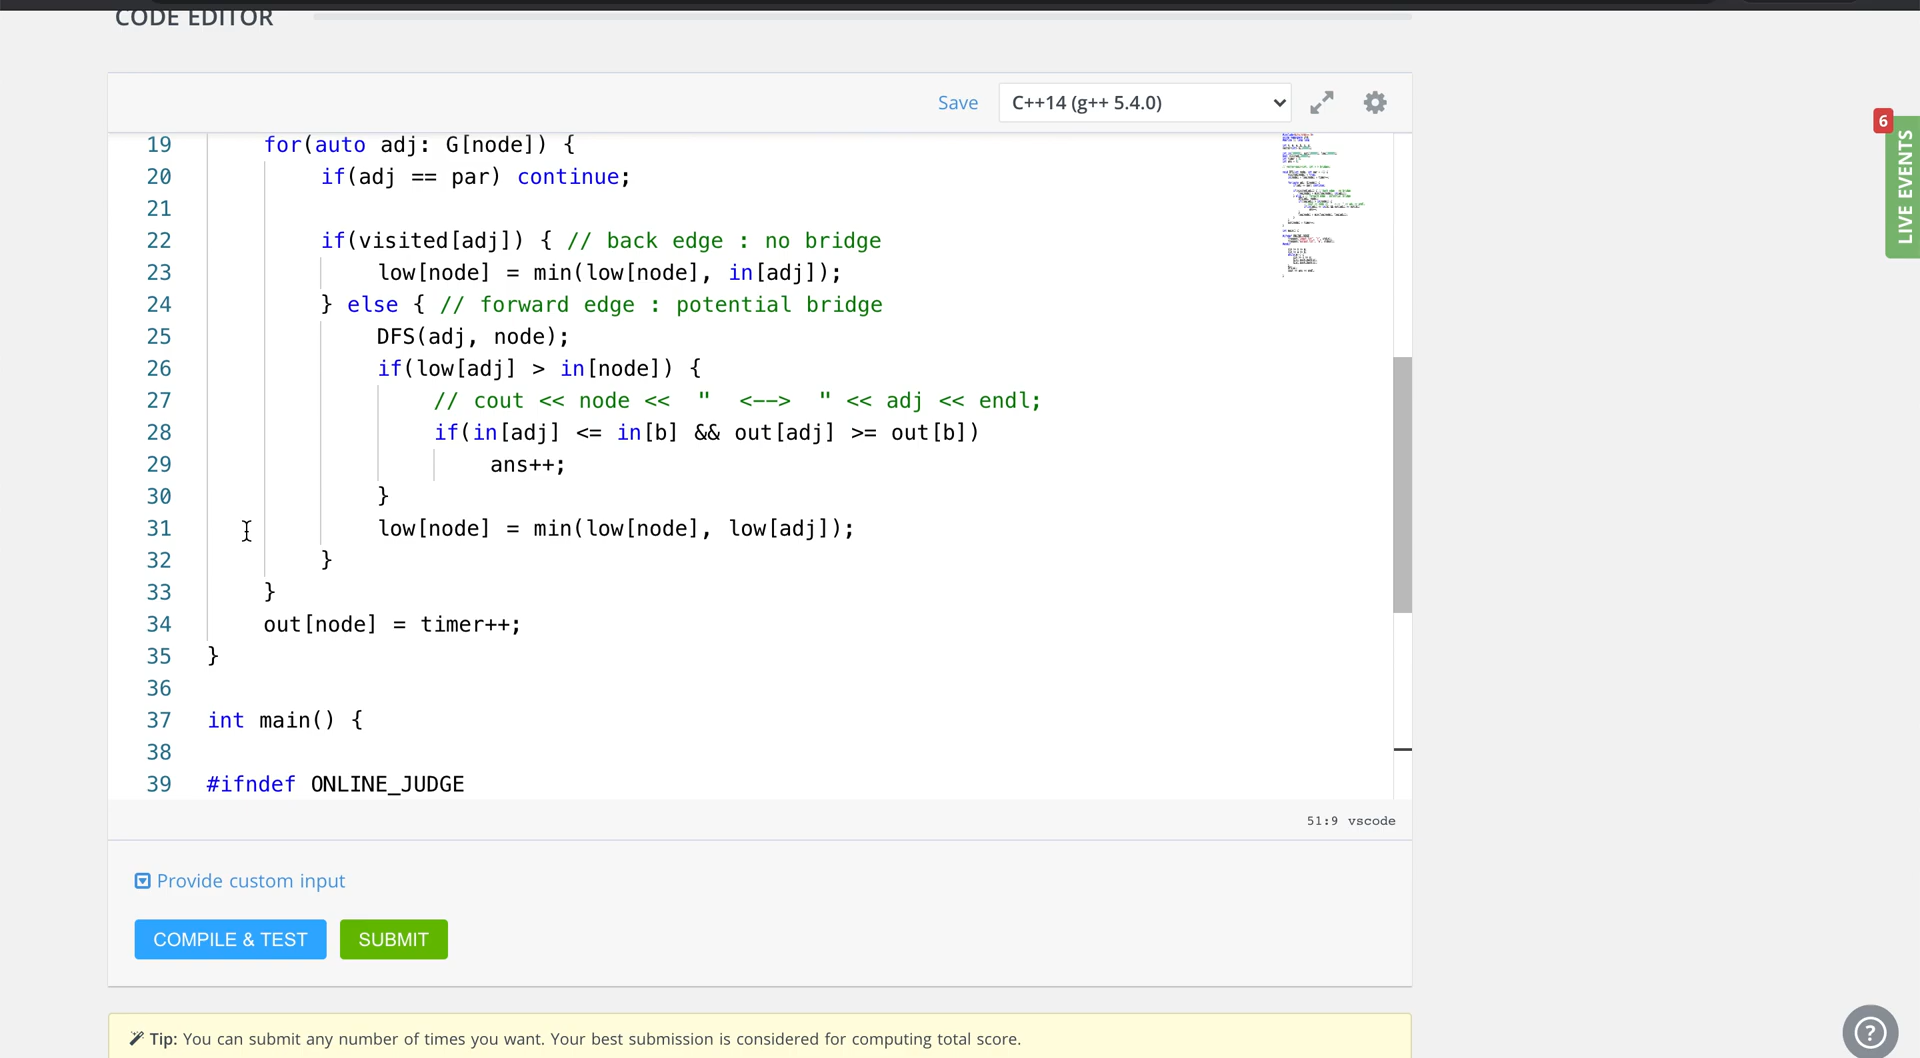 CODE EDITOR
Save
C++14 (g++ 5.4.0)
19 for(auto adj: G[node]) {
20 if(adj == par) continue;
21
22 if(visited[adj]) { // back edge : no bridge
23 low[node] = min(low[node], in[adj]);
24 } else { // forward edge : potential bridge
25 DFS(adj, node);
26 if(low[adj] > in[node]) {
27 // cout << node << " <--> " << adj << endl;
28 if(in[adj] <= in[b] && out[adj] >= out[b])
29 ans++;
30 }
31 low[node] = min(low[node], low[adj]);
32 }
33 }
34 out[node] = timer++;
35 }
36
37 int main() {
38
39 #ifndef ONLINE_JUDGE
51:9 vscode
Provide custom input
COMPILE & TEST
SUBMIT
Tip: You can submit any number of times you want. Your best submission is considered for computing total score.
6
LIVE EVENTS
?